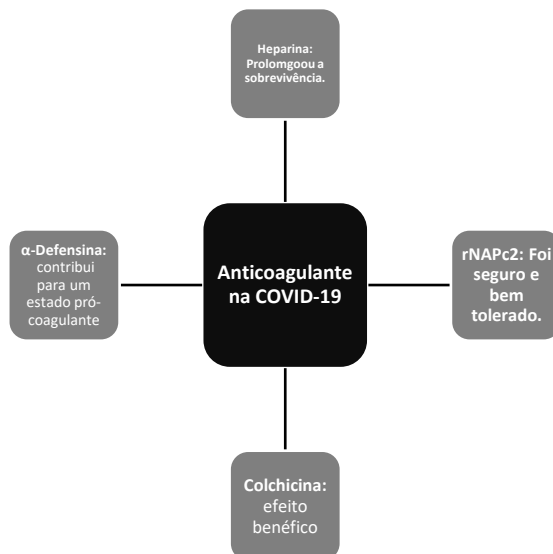 Heparina:
Prolomgoou a
sobrevivência.
α-Defensina:
contribui
para um
estado pró-
coagulante
Anticoagulante
na COVID-19
rNAPc2: Foi
seguro e
bem
tolerado.
Colchicina:
efeito
benéfico